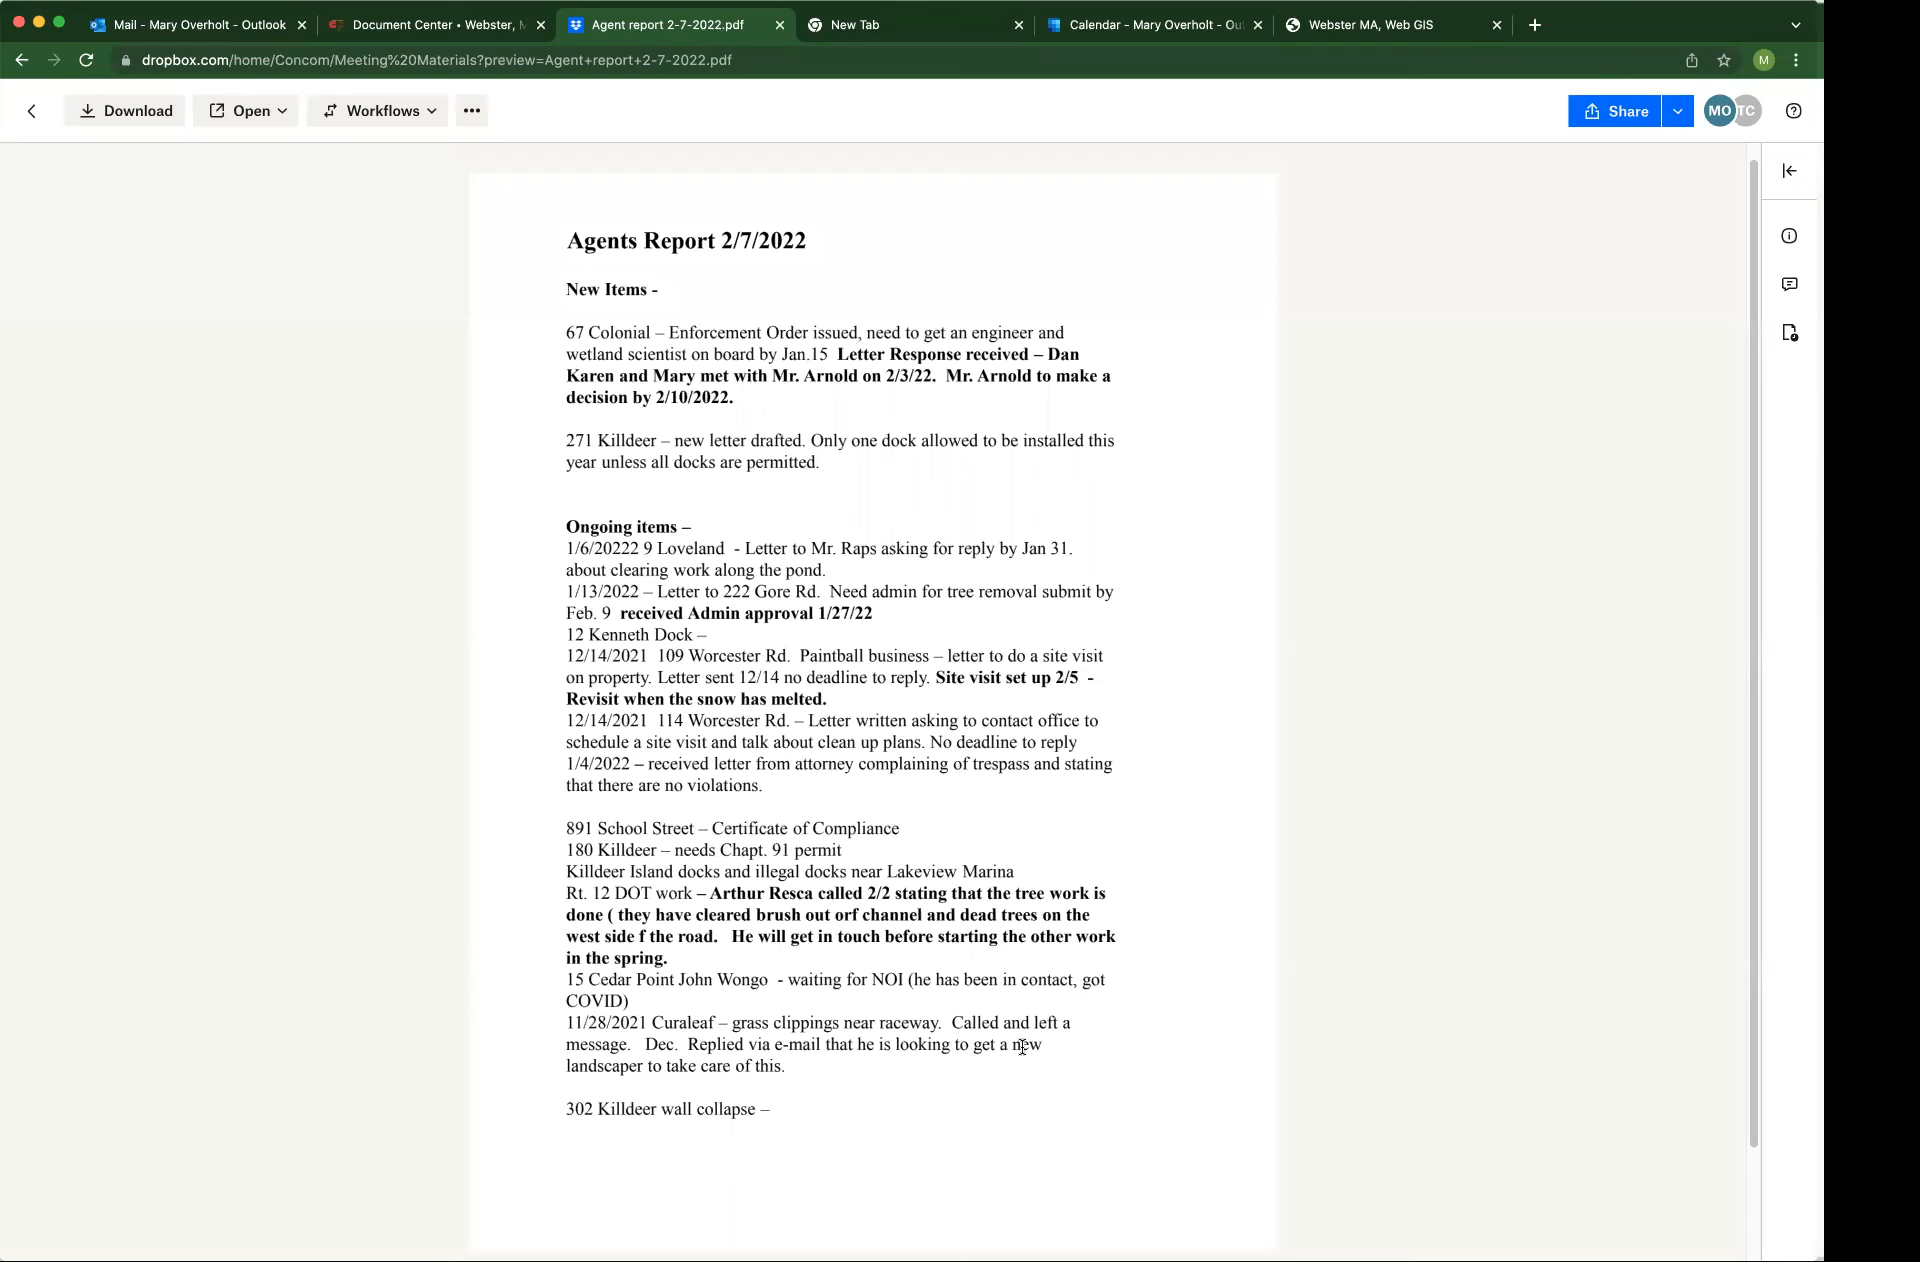 Mail - Mary Overholt - Outlook
Document Center • Webster, M
Agent report 2-7-2022.pdf
New Tab
Calendar - Mary Overholt - Ou
Webster MA, Web GIS
dropbox.com/home/Concom/Meeting%20Materials?preview=Agent+report+2-7-2022.pdf
M
Download
Open
Workflows
Share
MO
TC
Agents Report 2/7/2022
New Items -
67 Colonial – Enforcement Order issued, need to get an engineer and
wetland scientist on board by Jan.15 Letter Response received – Dan
Karen and Mary met with Mr. Arnold on 2/3/22. Mr. Arnold to make a
decision by 2/10/2022.
271 Killdeer – new letter drafted. Only one dock allowed to be installed this
year unless all docks are permitted.
Ongoing items –
1/6/20222 9 Loveland - Letter to Mr. Raps asking for reply by Jan 31.
about clearing work along the pond.
1/13/2022 – Letter to 222 Gore Rd. Need admin for tree removal submit by
Feb. 9 received Admin approval 1/27/22
12 Kenneth Dock –
12/14/2021 109 Worcester Rd. Paintball business – letter to do a site visit
on property. Letter sent 12/14 no deadline to reply. Site visit set up 2/5 -
Revisit when the snow has melted.
12/14/2021 114 Worcester Rd. – Letter written asking to contact office to
schedule a site visit and talk about clean up plans. No deadline to reply
1/4/2022 – received letter from attorney complaining of trespass and stating
that there are no violations.
891 School Street – Certificate of Compliance
180 Killdeer – needs Chapt. 91 permit
Killdeer Island docks and illegal docks near Lakeview Marina
Rt. 12 DOT work – Arthur Resca called 2/2 stating that the tree work is
done ( they have cleared brush out orf channel and dead trees on the
west side f the road. He will get in touch before starting the other work
in the spring.
15 Cedar Point John Wongo - waiting for NOI (he has been in contact, got
COVID)
11/28/2021 Curaleaf – grass clippings near raceway. Called and left a
message. Dec. Replied via e-mail that he is looking to get a new
landscaper to take care of this.
302 Killdeer wall collapse –